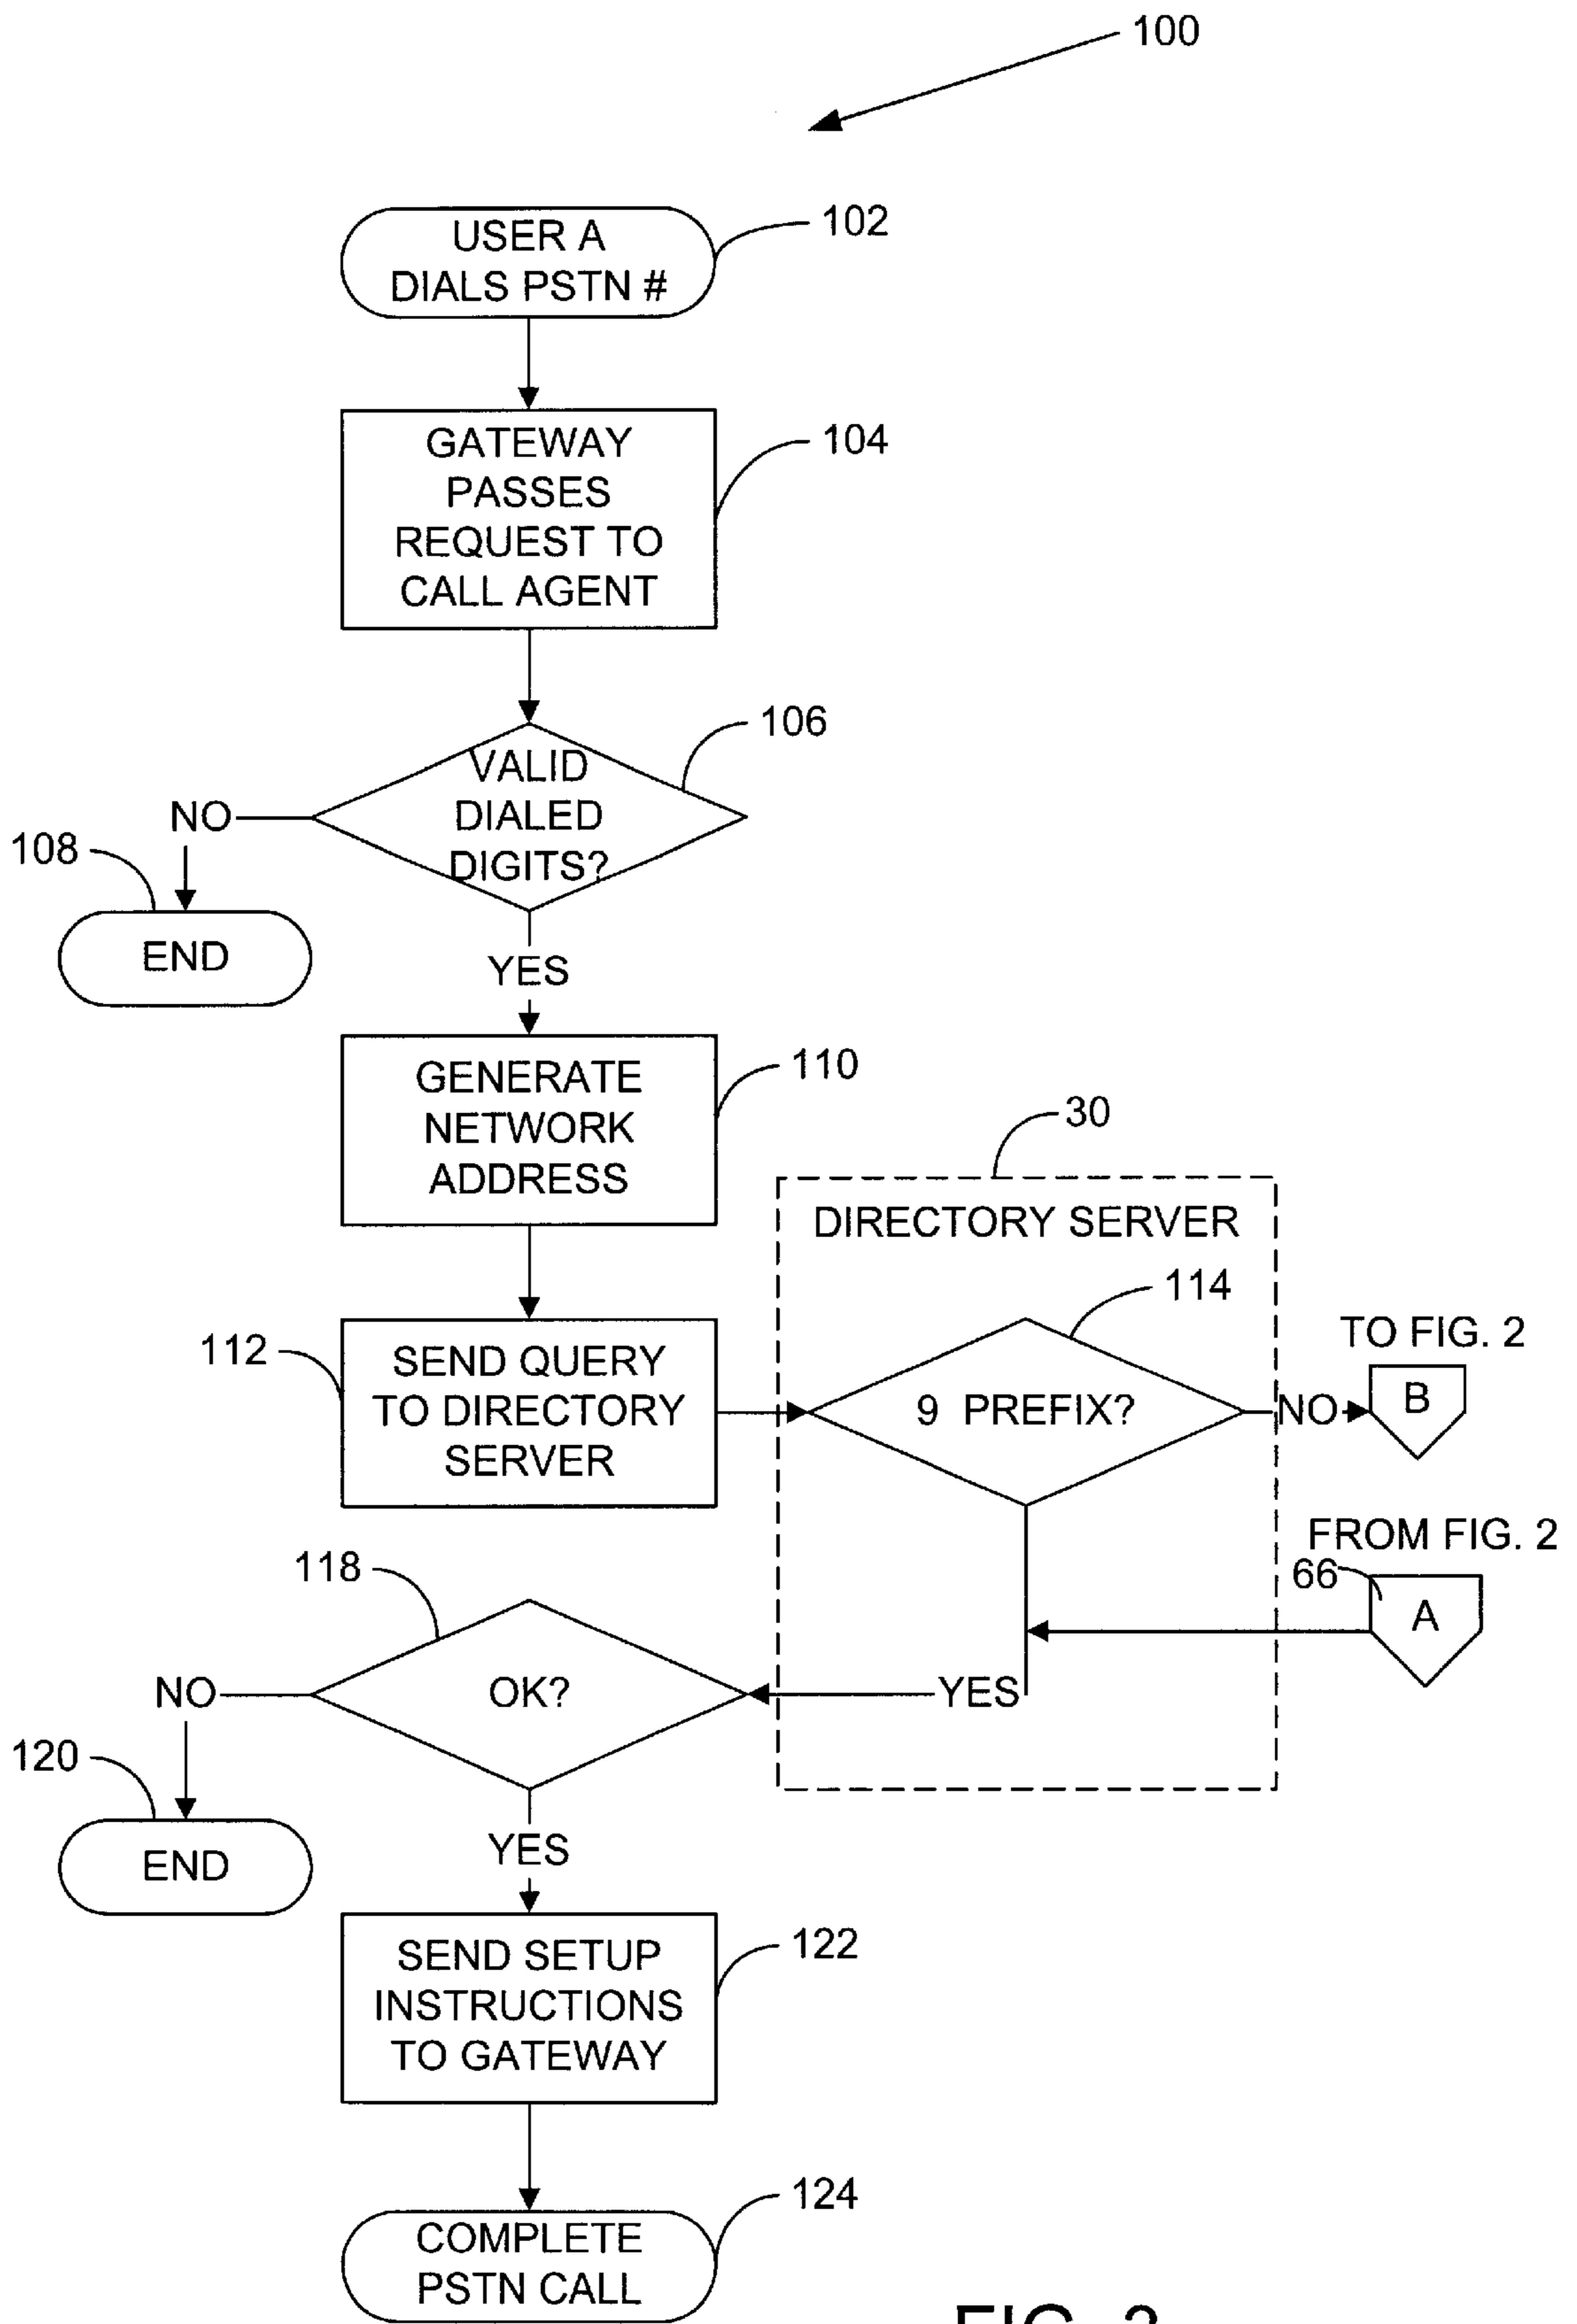 100
USER A
DIALS PSTN #
102
GATEWAY
PASSES
REQUEST TO
CALL AGENT
104
VALID
DIALED
DIGITS?
106
NO
108
END
YES
GENERATE
NETWORK
ADDRESS
110
30
DIRECTORY SERVER
114
TO FIG. 2
112
SEND QUERY
TO DIRECTORY
SERVER
9 PREFIX?
NO
B
FROM FIG. 2
66
A
118
OK?
NO
YES
120
END
YES
SEND SETUP
INSTRUCTIONS
TO GATEWAY
122
COMPLETE
PSTN CALL
124